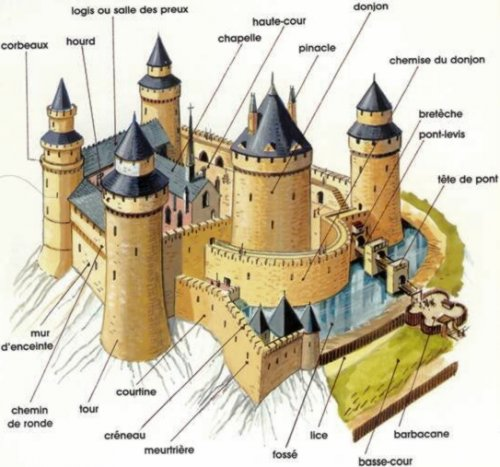 logis ou salle des preux
haute-cour
donjon
corbeaux
hourd
chapelle
pinacle
chemise du donjon
bretèche
pont-levis
tête de pont
mur
d'enceinte
chemin
de ronde
tour
courtine
créneau
meurtrière
fossé
lice
barbacane
basse-cour